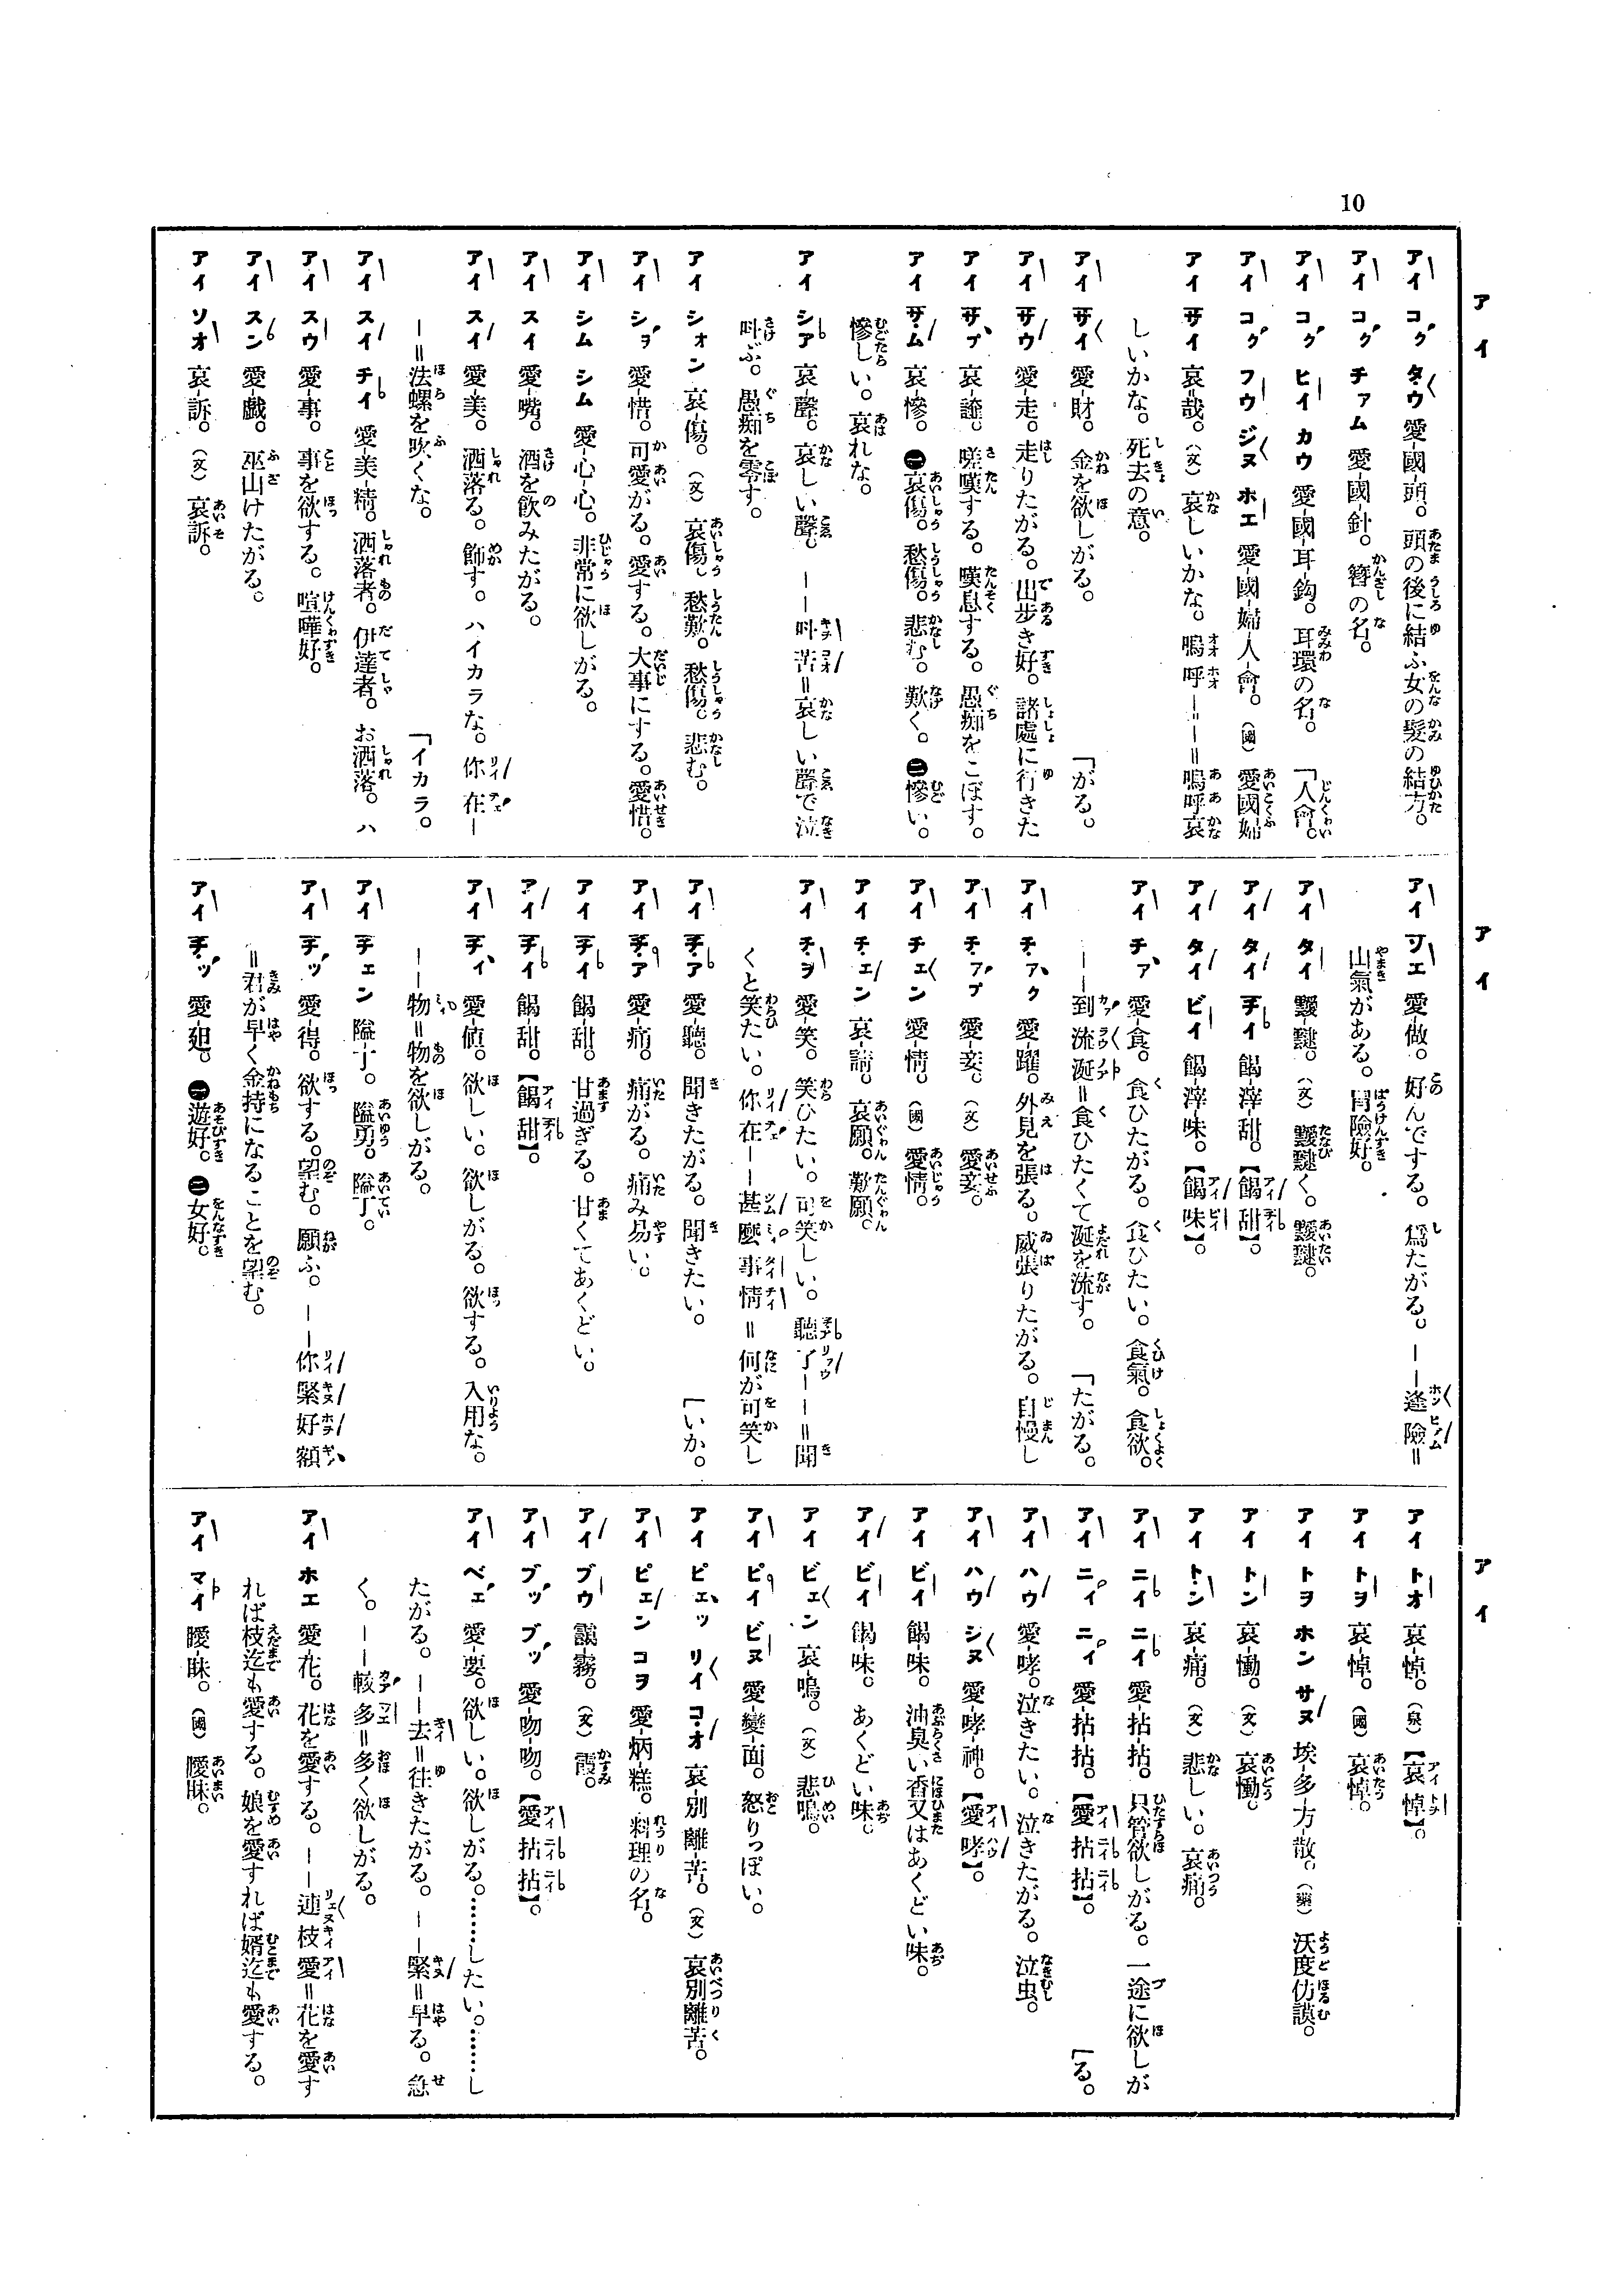 10
アイ
アイ コク タウ 愛-國-頭。頭の後に結ふ女の髮の結方。
アイ コク チァム 愛-國-針。簪の名。
アイ コク ヒイ カウ 愛-國-耳-鈎。耳環の名。
アイ コク フウ ジヌ ホエ 愛-國-婦-人-會。(國)愛國婦「人會。
アイ サイ 哀-哉。(文)哀しいかな。嗚呼――=嗚呼哀
しいかな。死去の意。
アイ サイ 愛-財。金を欲しがる。
アイ サウ 愛-走。走りたがる。出步き好。諸處に行きた「がる。
アイ サプ 哀-
嗟嘆する。嘆息する。愚痴をこぼす。
アイ サム 哀-慘。㊀哀傷。愁傷。悲む。歎く。㊁慘い。
慘しい。哀れな。
アイ シア 哀-聲。哀しい聲。――叫苦=哀しい聲で泣
叫ぶ。愚痴を零す。
アイ シォン 哀-傷。(文)哀傷。愁歎。愁傷。悲む。
アイ シヨ 愛-惜。可愛がる。愛する。大事にする。愛惜。
アイ シム シム 愛-心-心。非常に欲しがる。
アイ スイ 愛-嘴。酒を飮みたがる。
アイ スイ 愛-美。洒落る。飾す。ハイカラな。你在―
―=法螺を吹くな。
アイ スイ チイ 愛-美-精。洒落者。伊達者。お洒落。ハ「イカラ。
アイ スウ 愛-事。事を欲する。喧嘩好。
アイ スン 愛-戲。巫山けたがる。
アイ ソオ 哀-訴。(文)哀訴。
アイ
アイ ツエ 愛-做。好んでする。爲たがる。――逢險=
山氣がある。冐險好。
アイ タイ 靉-靆。(文)靉靆く。靉靆。
アイ タイ チイ 餲-滓-甜。【餲甜】。
アイ タイ ビイ 餲-滓-味。【餲味】。
アイ チァ 愛-食。食ひたがる。食ひたい。食氣。食欲。
――到流涎=食ひたくて涎を流す。
アイ チァク 愛-躍。外見を張る。威張りたがる。自慢し「たがる。
アイ チァプ 愛-妾。(文)愛妾。
アイ チェン 愛-情。(國)愛情。
アイ チェン 哀-請。哀願。歎願。
アイ チヲ 愛-笑。笑ひたい。可笑しい。聽了――=聞
くと笑たい。你在――甚麼事情=何が可笑し「いか。
アイ チア 愛-聽。聞きたがる。聞きたい。
アイ チア 愛-痛。痛がる。痛み易い。
アイ チイ 餲-甜。甘過ぎる。甘くてあくどい。
アイ チイ 餲-甜。【餲甜】。
アイ チイ 愛-値。欲しい。欲しがる。欲する。入用な。
――物=物を欲しがる。
アイ チェン 隘-丁。隘勇。隘丁。
アイ チッ 愛-得。欲する。望む。願ふ。――你緊好額
=君が早く金持になることを望む。
アイ チッ 愛-
㊀遊好。㊁女好。
アイ
アイ トオ 哀-悼。(泉)【哀悼】。
アイ トヲ 哀-悼。(國)哀悼。
アイ トヲ ホン サヌ 埃-多-方-散。(藥)沃度仿謨。
アイ トン 哀-慟。(文)哀慟。
アイ トン 哀-痛。(文)悲しい。哀痛。
アイ ニイ ニイ 愛-拈-拈。只管欲しがる。一途に欲しが「る。
アイ ニィ ニィ 愛-拈-拈。【愛拈拈】。
アイ ハウ 愛-哮。泣きたい。泣きたがる。泣虫。
アイ ハウ シヌ 愛-哮-神。【愛哮】。
アイ ビイ 餲-味。油臭い香又はあくどい味。
アイ ビイ 餲-味。あくどい味。
アイ ビェン 哀-鳴。(文)悲鳴。
アイ ピイ ビヌ 愛-變-面。怒りっぽい。
アイ ピェッ リイ コオ 哀-別-離-苦。(文)哀別離苦。
アイ ピェン コヲ 愛-炳-糕。料理の名。
アイ ブウ 靄-霧。(文)霞。
アイ ブッ ブッ 愛-吻-吻。【愛拈拈】。
アイ ベェ 愛-要。欲しい。欲しがる。……したい。……し
たがる。――去=往きたがる。――緊=早る。急
く。――較多=多く欲しがる。
アイ ホエ 愛-花。花を愛する。――連枝愛=花を愛す
れば枝迄も愛する。娘を愛すれば婿迄も愛する。
アイ マイ 曖-昧。(國)曖昧。